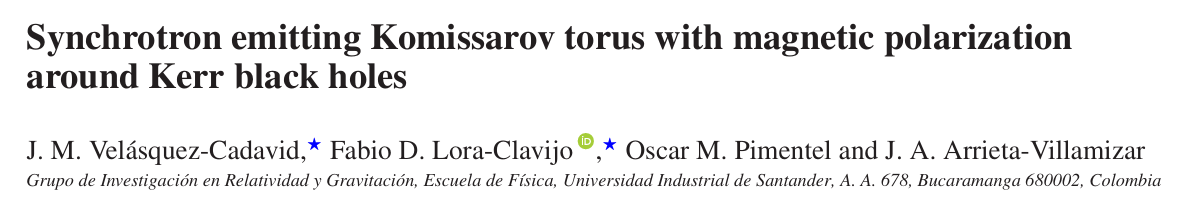 Synchrotron emitting Komissarov torus with magnetic polarization
around Kerr black holes
J. M. Velásquez-Cadavid,★ Fabio D. Lora-Clavijo iD,★ Oscar M. Pimentel and J. A. Arrieta-Villamizar
Grupo de Investigación en Relatividad y Gravitación, Escuela de Física, Universidad Industrial de Santander, A. A. 678, Bucaramanga 680002, Colombia